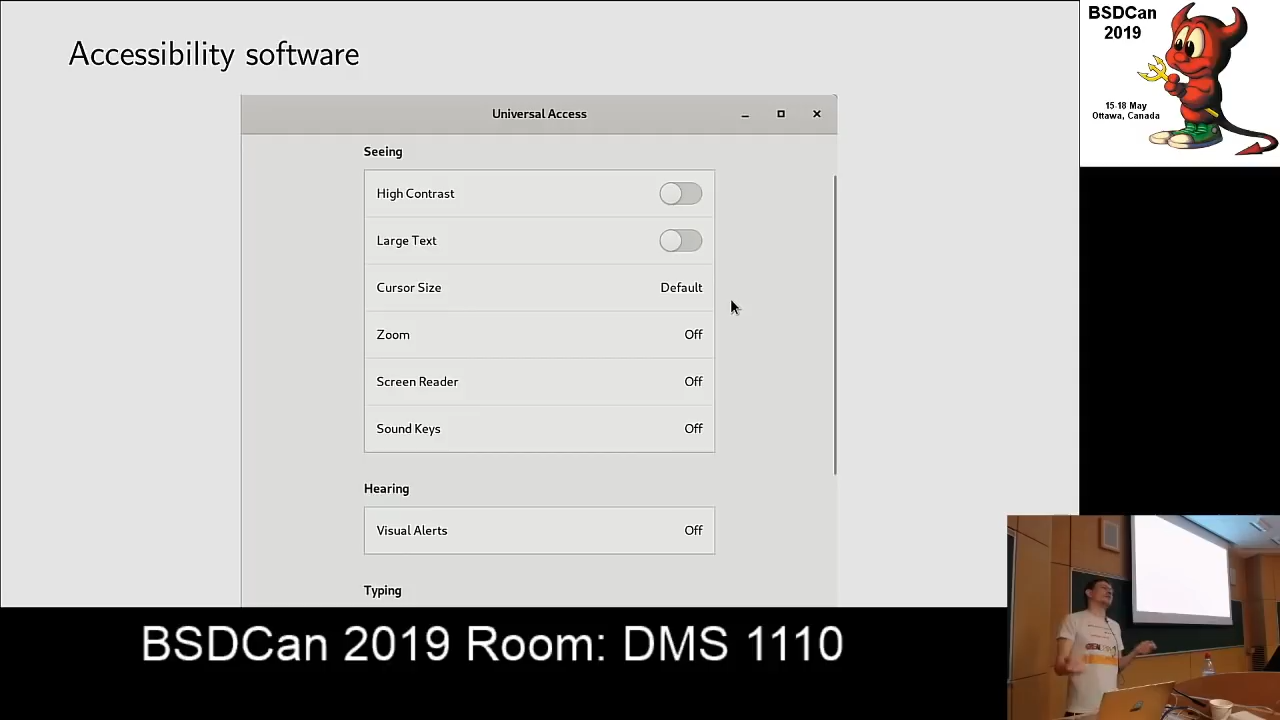 Accessibility software
Universal Access
Seeing
High Contrast
Large Text
Cursor Size Default
Zoom Off
Screen Reader Off
Sound Keys Off
Hearing
Visual Alerts Off
Typing
BSDCan
2019
15-18 May
Ottawa, Canada
BSDCan 2019 Room: DMS 1110